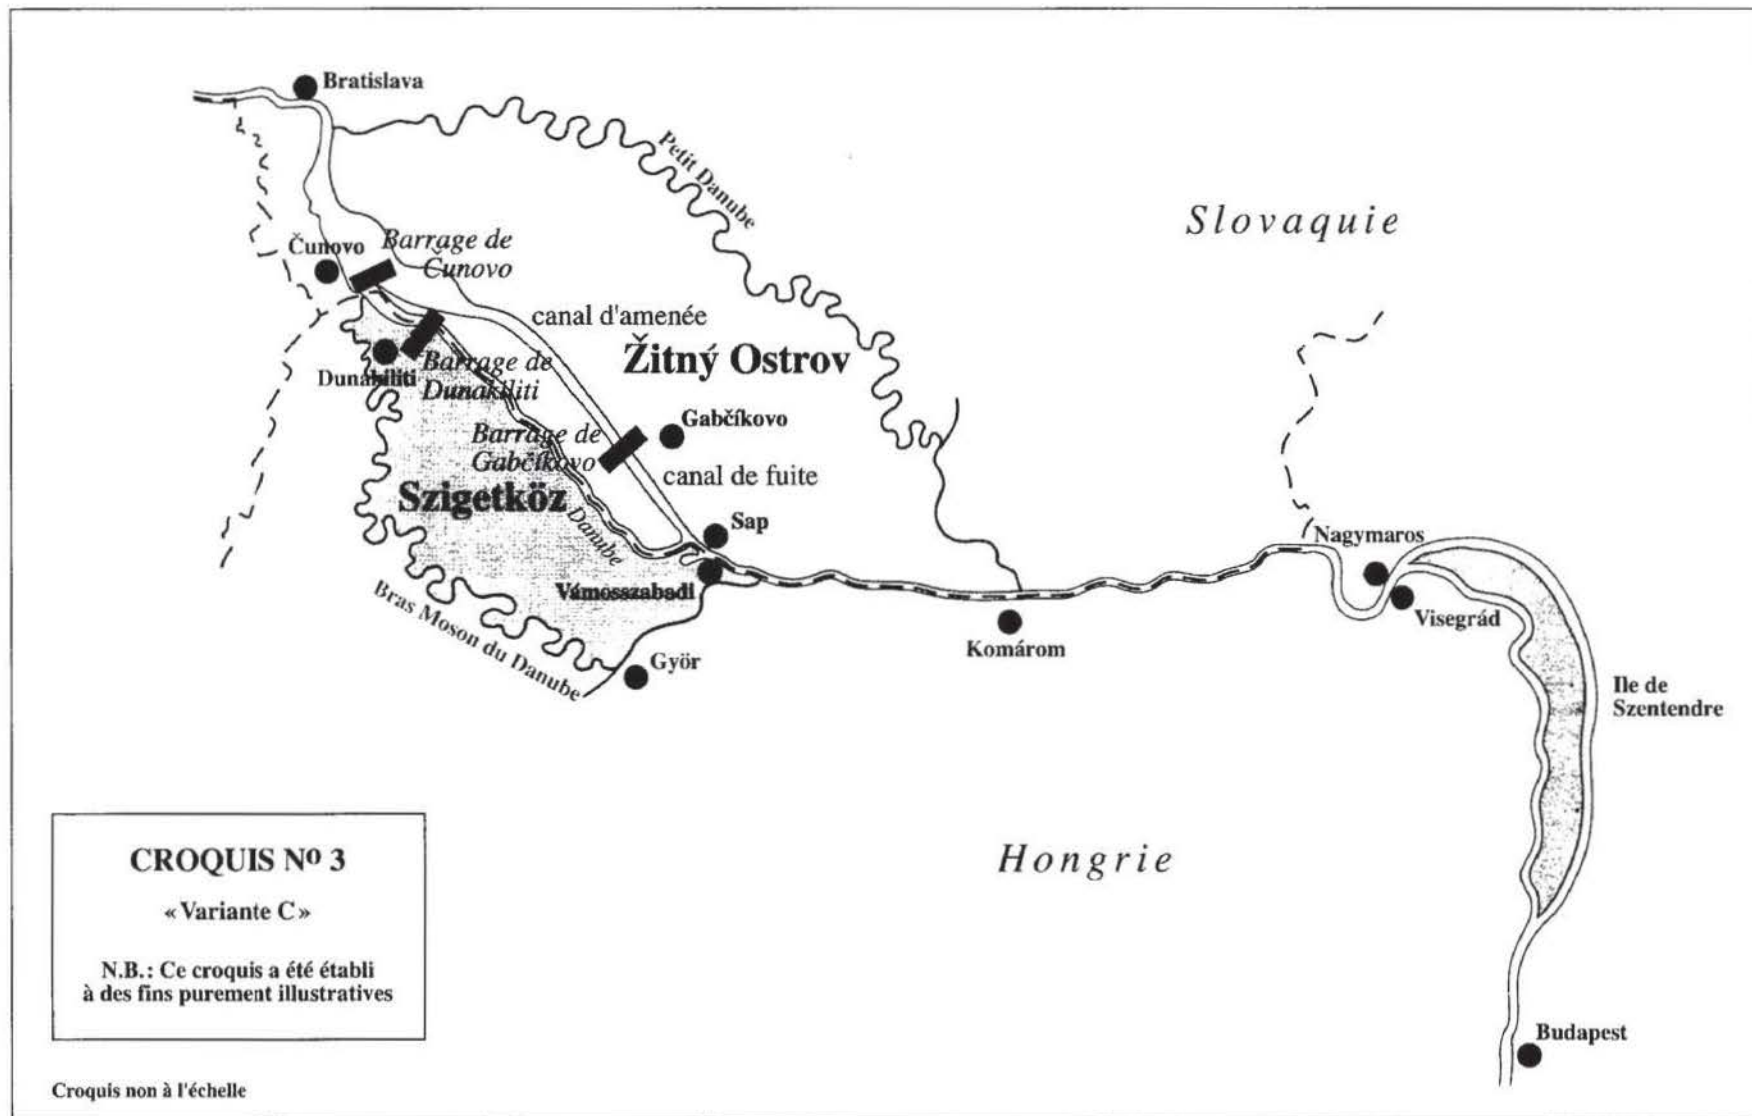 Bratislava
Petit Danube
Slovaquie
Čunovo
Barrage de
Čunovo
canal d'amenée
Žitný Ostrov
Dunakiliti
Barrage de
Dunakiliti
Gabčíkovo
Barrage de
Gabčíkovo
canal de fuite
Szigetköz
Danube
Sap
Nagymaros
Vámosszabadi
Visegrád
Bras Moson du Danube
Komárom
Györ
Ile de
Szentendre
Hongrie
CROQUIS Nº 3
« Variante C »
N.B.: Ce croquis a été établi
à des fins purement illustratives
Budapest
Croquis non à l'échelle